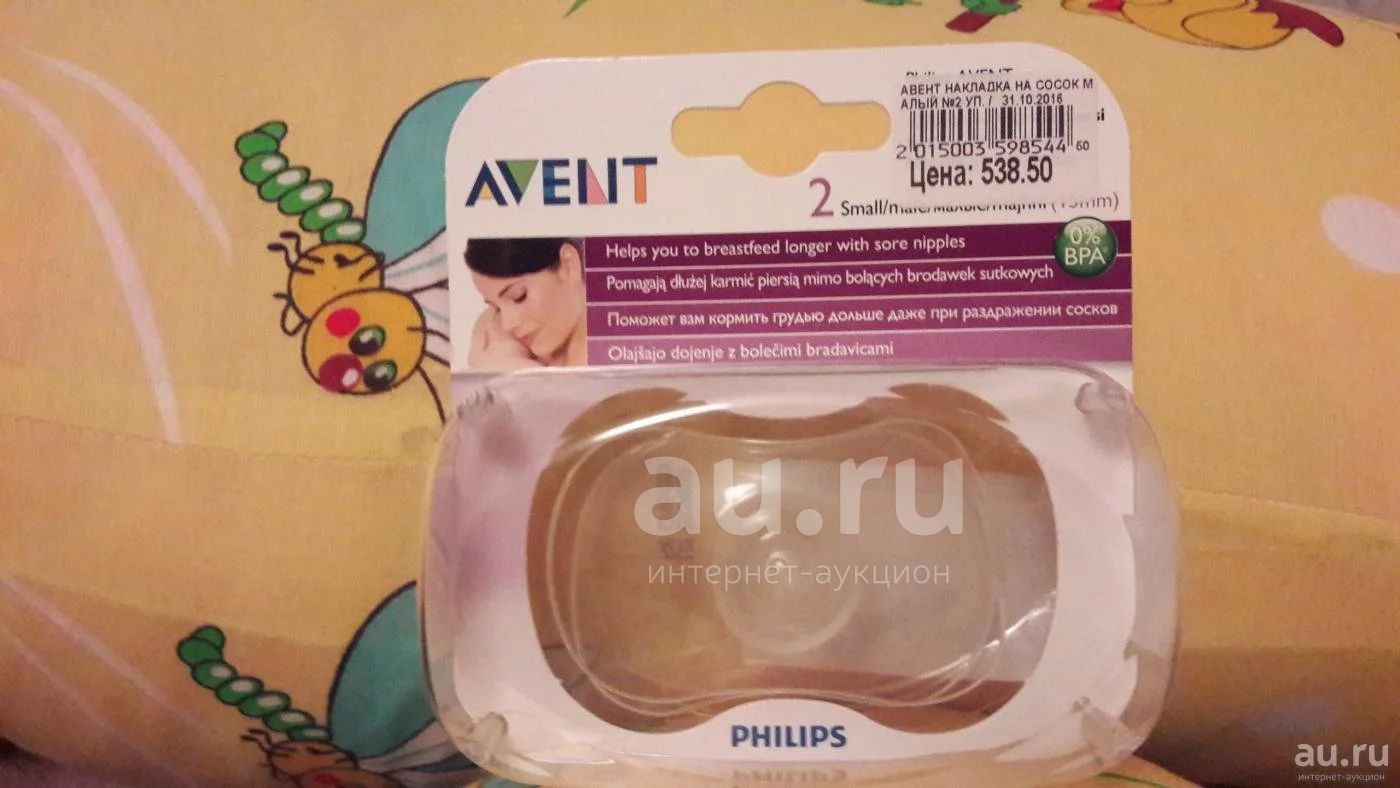 АВЕНТ НАКЛАДКА НА СОСОК М
АЛЫЙ №2 УП. / 31.10.2016
2 015003 598544 50
Цена: 538.50
AVENT
2 Small/
Helps you to breastfeed longer with sore nipples
0%
BPA
Pomagają dłużej karmić piersią mimo bolących brodawek sutkowych
Поможет вам кормить грудью дольше даже при раздражении сосков
Olajšajo dojenje z bolečimi bradavicami
au.ru
интернет-аукцион
PHILIPS
au.ru
интернет-аукцион